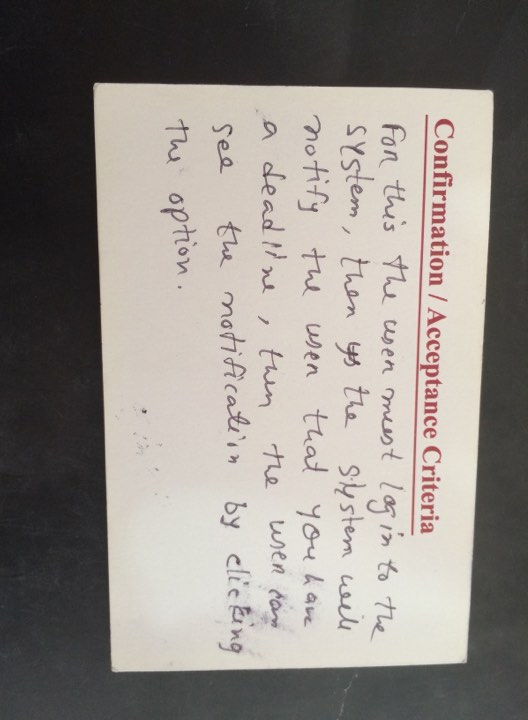 Confirmation / Acceptance Criteria
For this the user must log in to the
system, then the system will
notify the user that you have
a deadline, then the user can
see the notification by clicking
the option.